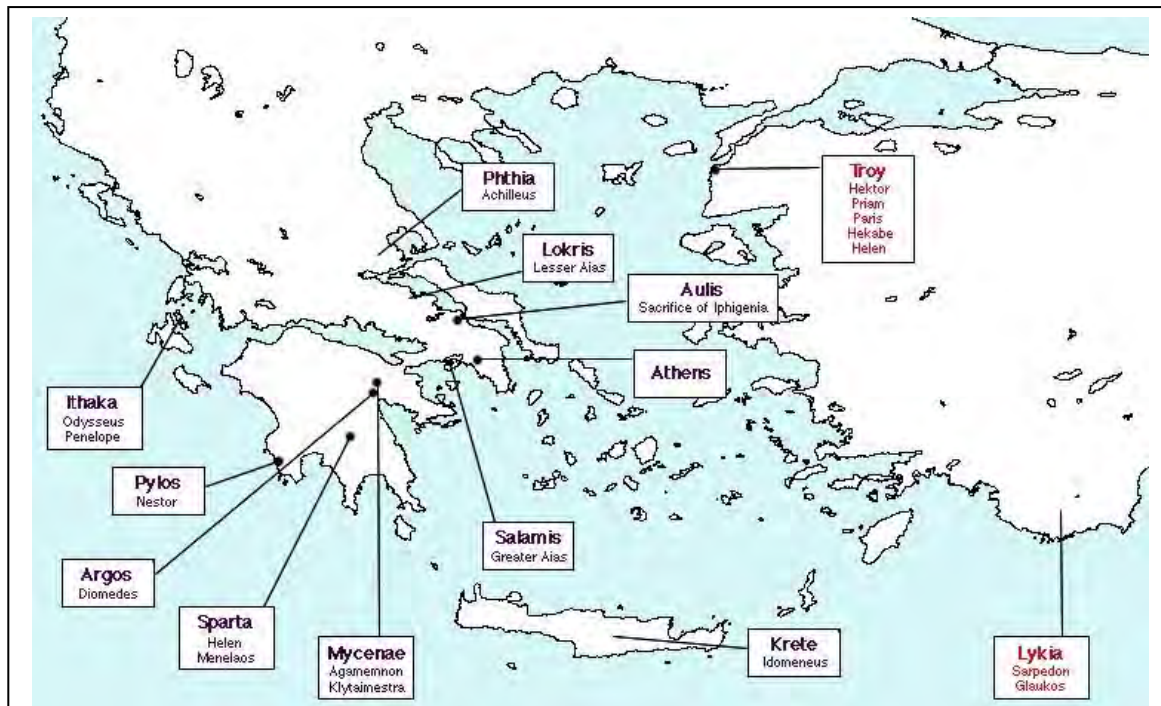 Phthia
Achilleus
Troy
Hektor
Priam
Paris
Hekabe
Helen
Lokris
Lesser Aias
Aulis
Sacrifice of Iphigenia
Athens
Ithaka
Odysseus
Penelope
Pylos
Nestor
Salamis
Greater Aias
Argos
Diomedes
Sparta
Helen
Menelaos
Mycenae
Agamemnon
Klytaimestra
Krete
Idomeneus
Lykia
Sarpedon
Glaukos